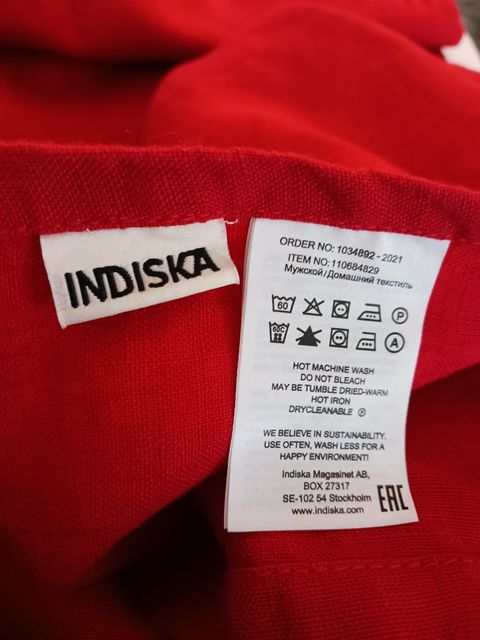 INDISKA
ORDER NO: 1034892 - 2021
ITEM NO: 110684829
Мужской/Домашний текстиль
60 P
60C A
HOT MACHINE WASH
DO NOT BLEACH
MAY BE TUMBLE DRIED-WARM
HOT IRON
DRYCLEANABLE Ⓟ
WE BELIEVE IN SUSTAINABILITY.
USE OFTEN, WASH LESS FOR A
HAPPY ENVIRONMENT!
Indiska Magasinet AB,
BOX 27317
SE-102 54 Stockholm
www.indiska.com
EAC